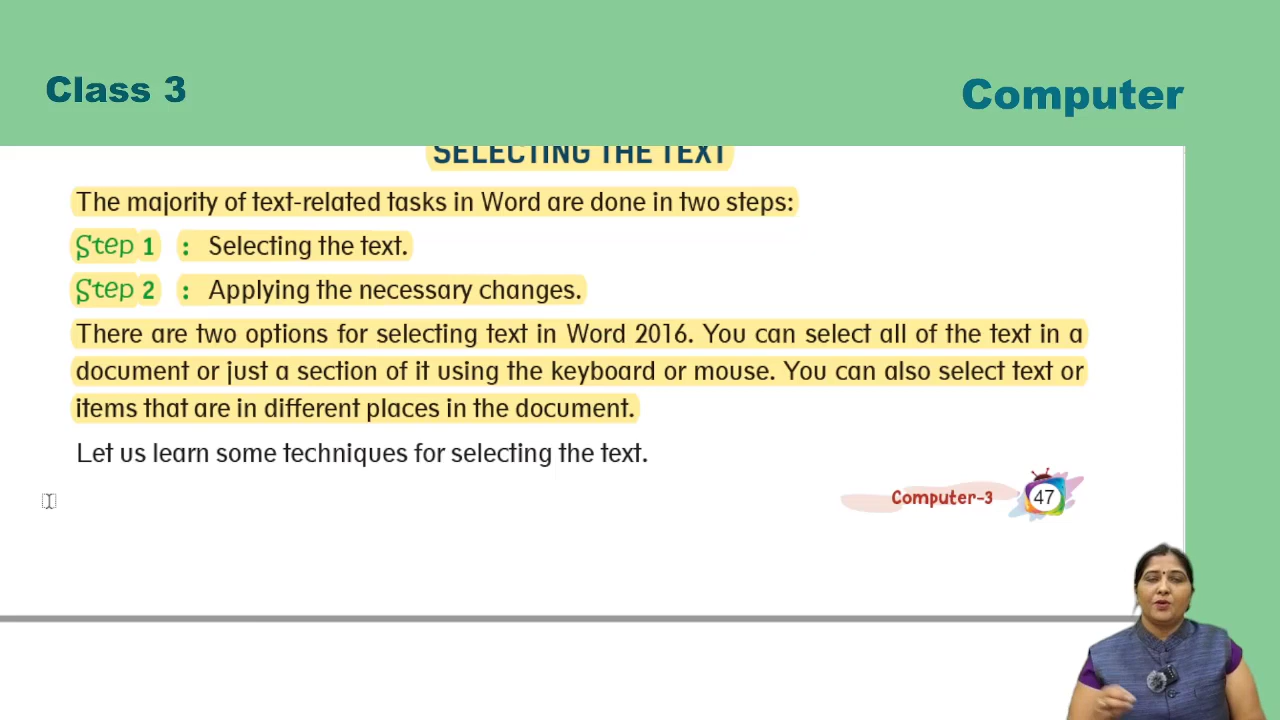 Class 3
Computer
SELECTING THE TEXT
The majority of text-related tasks in Word are done in two steps:
Step 1 : Selecting the text.
Step 2 : Applying the necessary changes.
There are two options for selecting text in Word 2016. You can select all of the text in a
document or just a section of it using the keyboard or mouse. You can also select text or
items that are in different places in the document.
Let us learn some techniques for selecting the text.
Computer-3 47